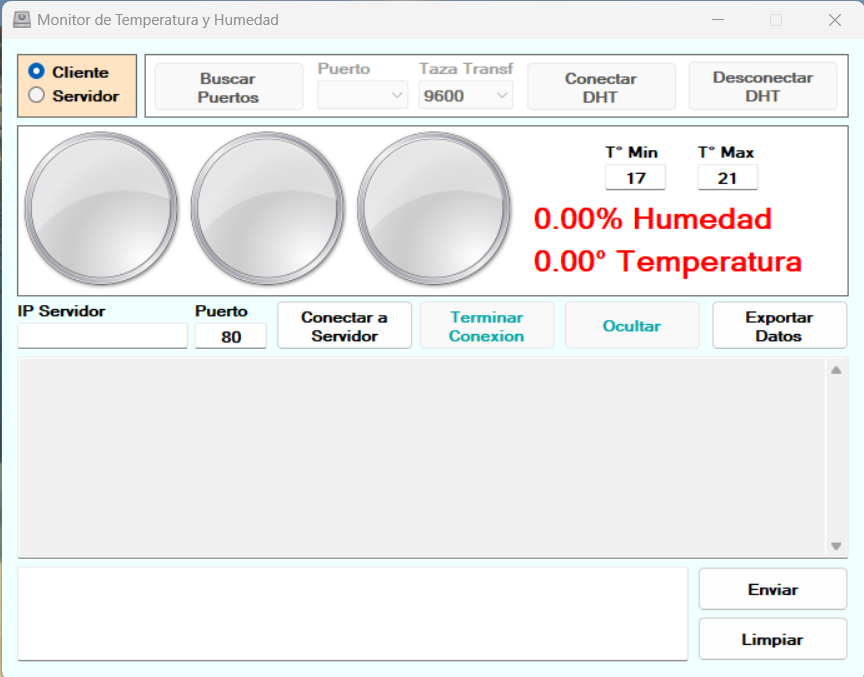 Monitor de Temperatura y Humedad
Cliente
Servidor
Buscar
Puertos
Puerto
Taza Transf
9600
Conectar
DHT
Desconectar
DHT
T° Min
T° Max
17
21
0.00% Humedad
0.00° Temperatura
IP Servidor
Puerto
80
Conectar a
Servidor
Terminar
Conexion
Ocultar
Exportar
Datos
Enviar
Limpiar